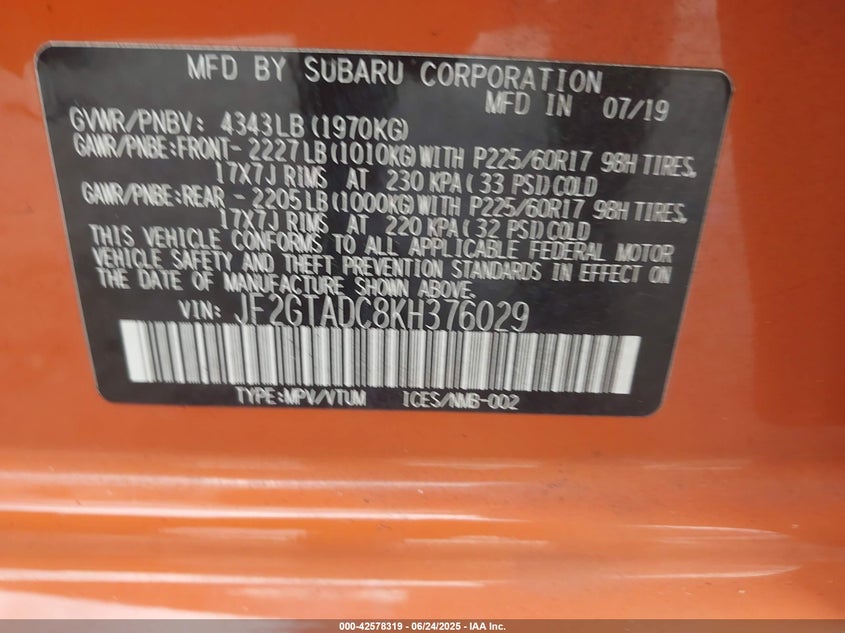 MFD BY SUBARU CORPORATION
MFD IN 07/19
GVWR/PNBV: 4343LB(1970KG)
GAWR/PNBE:FRONT- 2227LB(1010KG)WITH P225/60R17 98H TIRES,
17X7J RIMS AT 230 KPA(33 PSI)COLD
GAWR/PNBE:REAR - 2205LB(1000KG)WITH P225/60R17 98H TIRES,
17X7J RIMS AT 220 KPA(32 PSI)COLD
THIS VEHICLE CONFORMS TO ALL APPLICABLE FEDERAL MOTOR
VEHICLE SAFETY AND THEFT PREVENTION STANDARDS IN EFFECT ON
THE DATE OF MANUFACTURE SHOWN ABOVE.
VIN: JF2GTADC8KH376029
TYPE:MPV/VTUM ICES/NMB-002
000-42578319 | 06/24/2025 | IAA Inc.